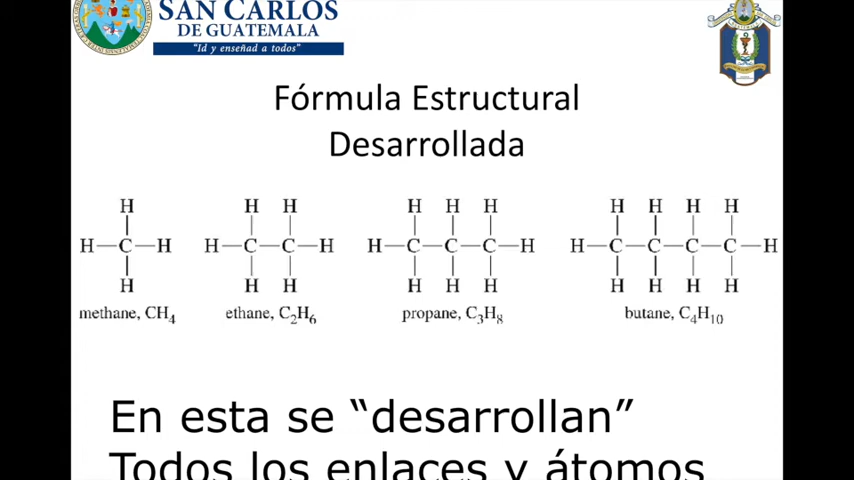 SAN CARLOS
DE GUATEMALA
"Id y enseñad a todos"
Fórmula Estructural
Desarrollada
H
H H
H H H
H H H H
H—C—H
H—C—C—H
H—C—C—C—H
H—C—C—C—C—H
H
H H
H H H
H H H H
methane, CH4
ethane, C2H6
propane, C3H8
butane, C4H10
En esta se “desarrollan”
Todos los enlaces y átomos